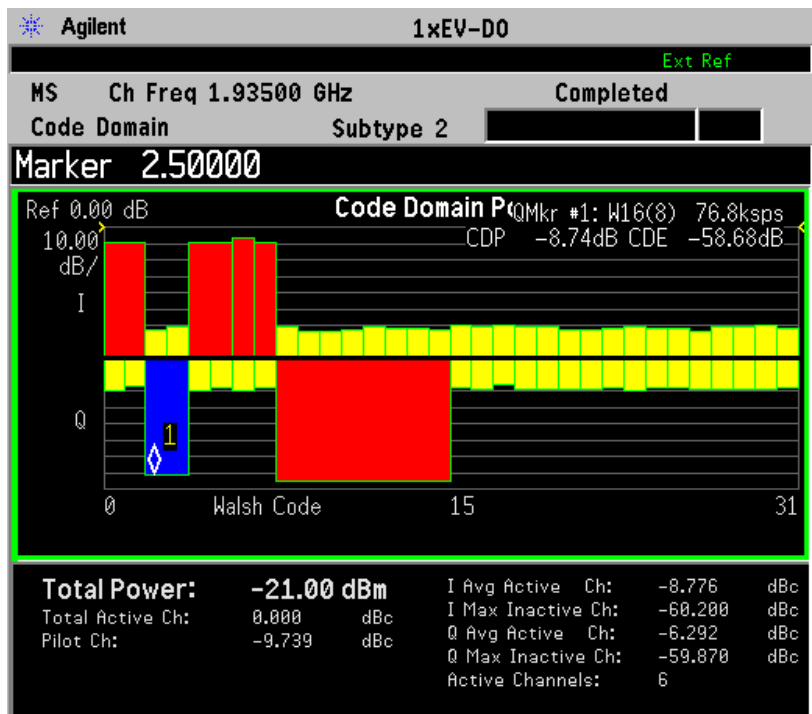 Agilent 1xEV-DO
Ext Ref
MS Ch Freq 1.93500 GHz Completed
Code Domain Subtype 2
Marker 2.50000
Ref 0.00 dB Code Domain QMkr #1: W16(8) 76.8ksps
10.00 CDP -8.74dB CDE -58.68dB
dB/
I
Q
1
0 Walsh Code 15 31
Total Power: -21.00 dBm
Total Active Ch: 0.000 dBc
Pilot Ch: -9.739 dBc
I Avg Active Ch: -8.776 dBc
I Max Inactive Ch: -60.200 dBc
Q Avg Active Ch: -6.292 dBc
Q Max Inactive Ch: -59.870 dBc
Active Channels: 6